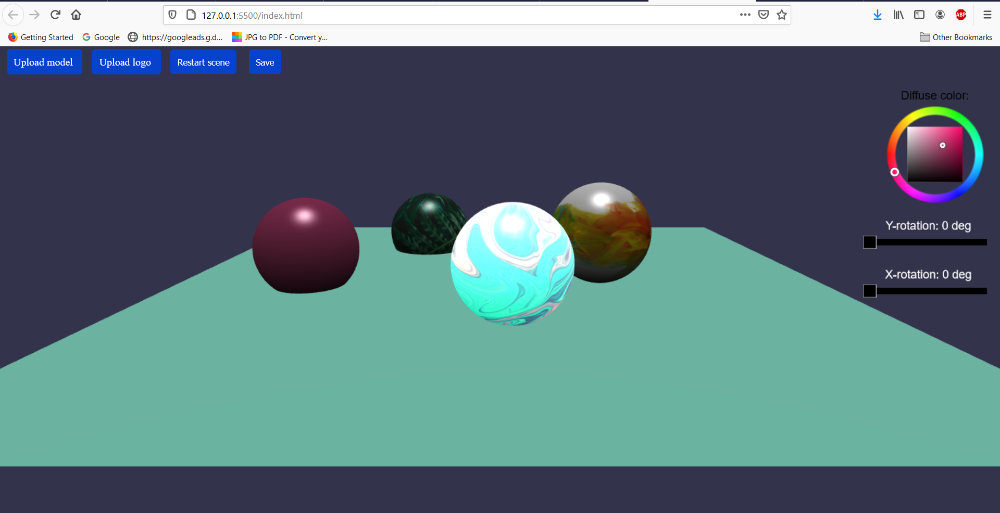 127.0.0.1:5500/index.html
ABP
Getting Started
Google
https://googleads.g.d...
JPG to PDF - Convert y...
Other Bookmarks
Upload model
Upload logo
Restart scene
Save
Diffuse color:
Y-rotation: 0 deg
X-rotation: 0 deg